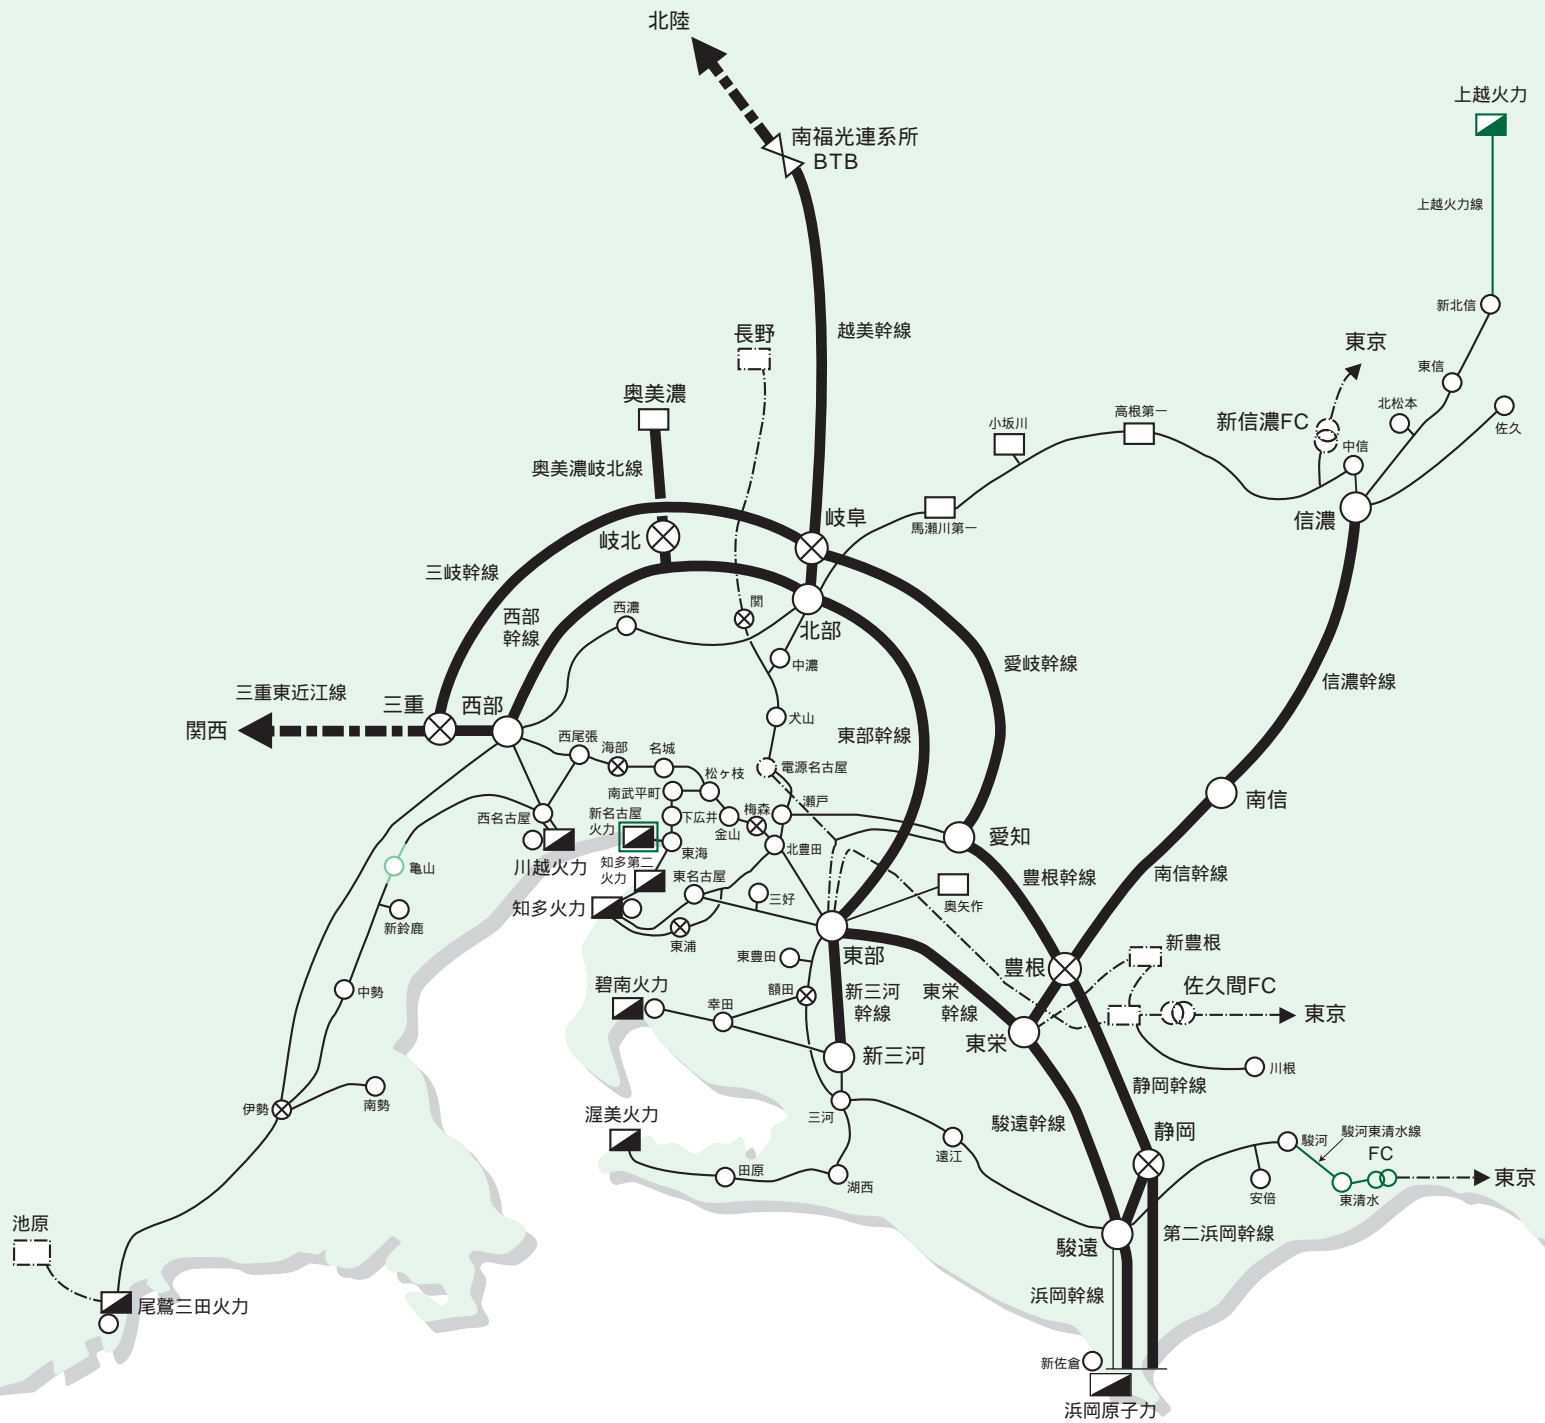 北陸
南福光連系所
BTB
上越火力
上越火力線
新北信
東信
北松本
佐久
東京
新信濃FC
中信
信濃
越美幹線
長野
奥美濃
奥美濃岐北線
小坂川
高根第一
馬瀬川第一
岐阜
岐北
三岐幹線
西部
幹線
西濃
関
北部
中濃
愛岐幹線
信濃幹線
三重東近江線
三重
西部
関西
犬山
東部幹線
西尾張
海部
名城
松ヶ枝
電源名古屋
南武平町
新名古屋
火力
下広井
金山
梅森
瀬戸
西名古屋
川越火力
東海
知多第二
火力
北豊田
愛知
南信
南信幹線
豊根幹線
亀山
東名古屋
三好
奥矢作
知多火力
新鈴鹿
東浦
東部
東豊田
豊根
新豊根
佐久間FC
東京
碧南火力
額田
新三河
幹線
東栄
幹線
中勢
幸田
東栄
新三河
川根
静岡幹線
伊勢
南勢
渥美火力
三河
駿遠幹線
静岡
駿河
駿河東清水線
FC
東京
遠江
田原
湖西
安倍
東清水
池原
駿遠
第二浜岡幹線
尾鷲三田火力
浜岡幹線
新佐倉
浜岡原子力